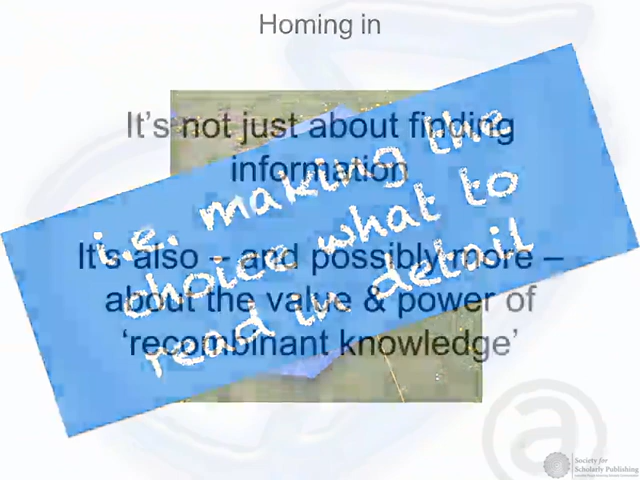 Homing in
It's not just about finding
information
i.e. making the
choice what to
read in detail
It's also – and possibly more –
about the value & power of
'recombinant knowledge'
@
Society for
Scholarly Publishing